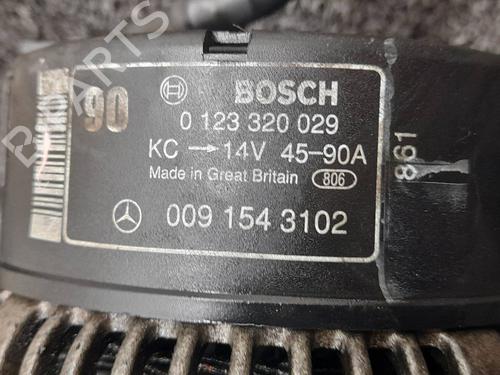 90
BOSCH
0 123 320 029
KC → 14V 45-90A
Made in Great Britain 806
009 154 3102
861
B-PARTS